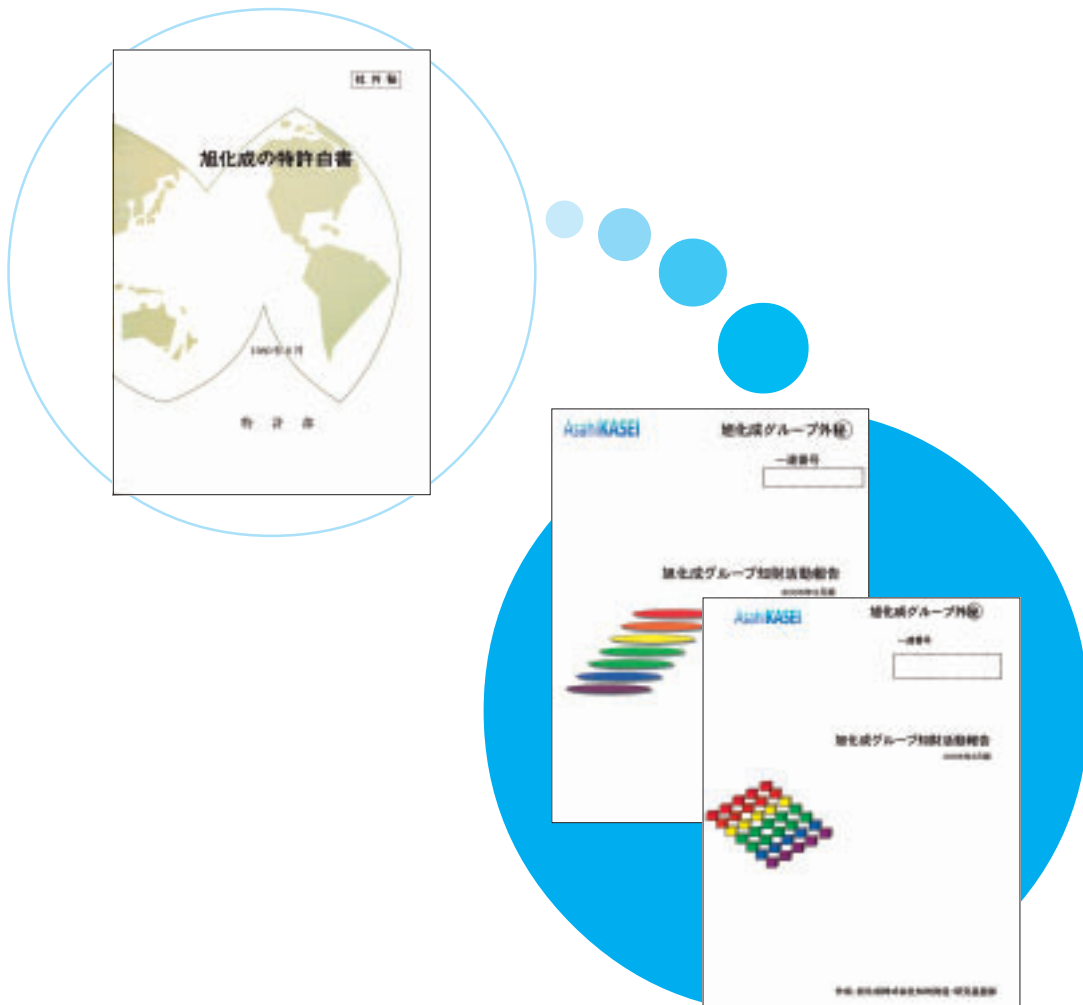 社外秘
旭化成の特許白書
特許部
AsahiKASEI
旭化成グループ外秘
一連番号
旭化成グループ知財活動報告
AsahiKASEI
旭化成グループ外秘
一連番号
旭化成グループ知財活動報告